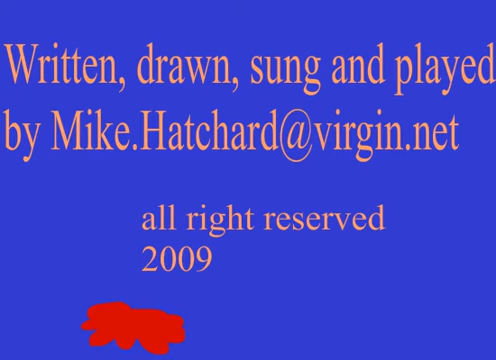 Written, drawn, sung and played
by Mike.Hatchard@virgin.net
all right reserved
2009